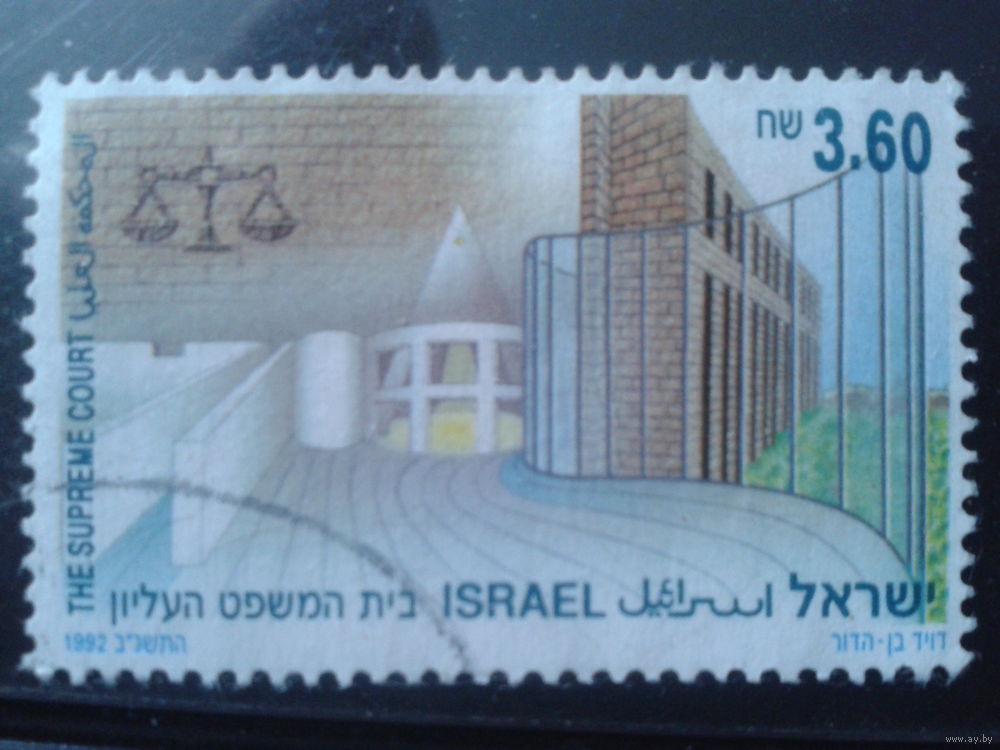 3.60 שח
المحكمة العليا
THE SUPREME COURT
בית המשפט העליון
ישראל اسرائيل ISRAEL
1992 התשנ"ב
דויד בן-הדור
www.ay.by